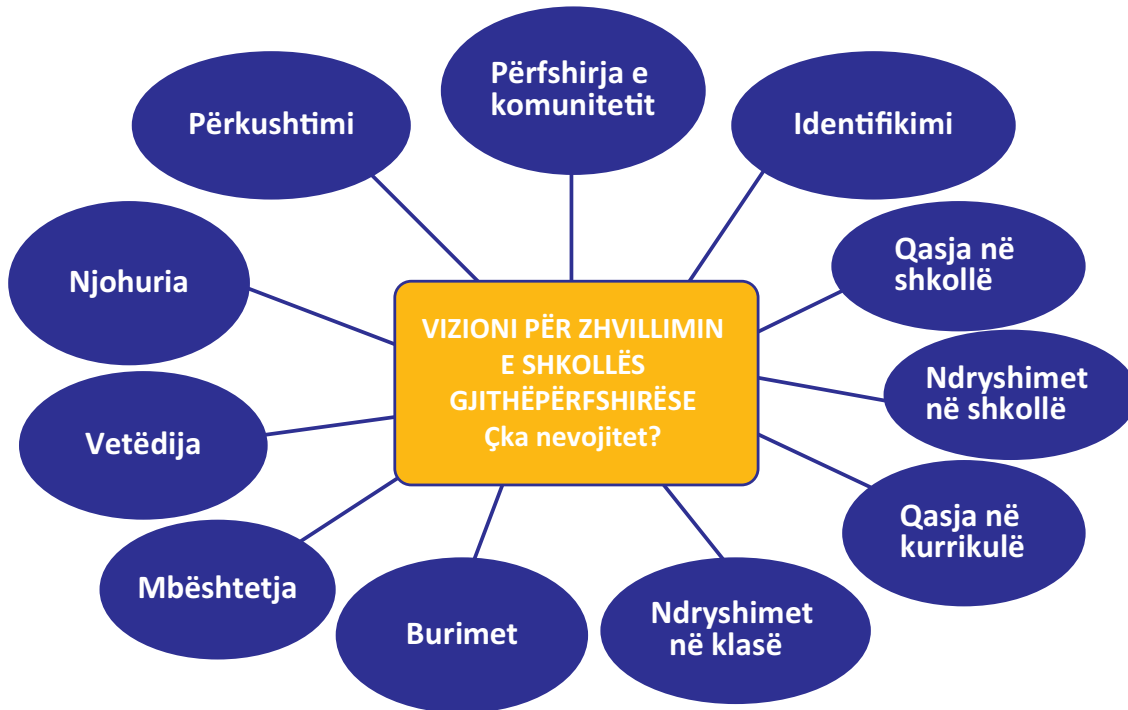 Përfshirja e
komunitetit
Përkushtimi
Identifikimi
Qasja në
shkollë
Njohuria
VIZIONI PËR ZHVILLIMIN
E SHKOLLËS
GJITHËPËRFSHIRËSE
Çka nevojitet?
Ndryshimet
në shkollë
Vetëdija
Qasja në
kurrikulë
Mbështetja
Burimet
Ndryshimet
në klasë